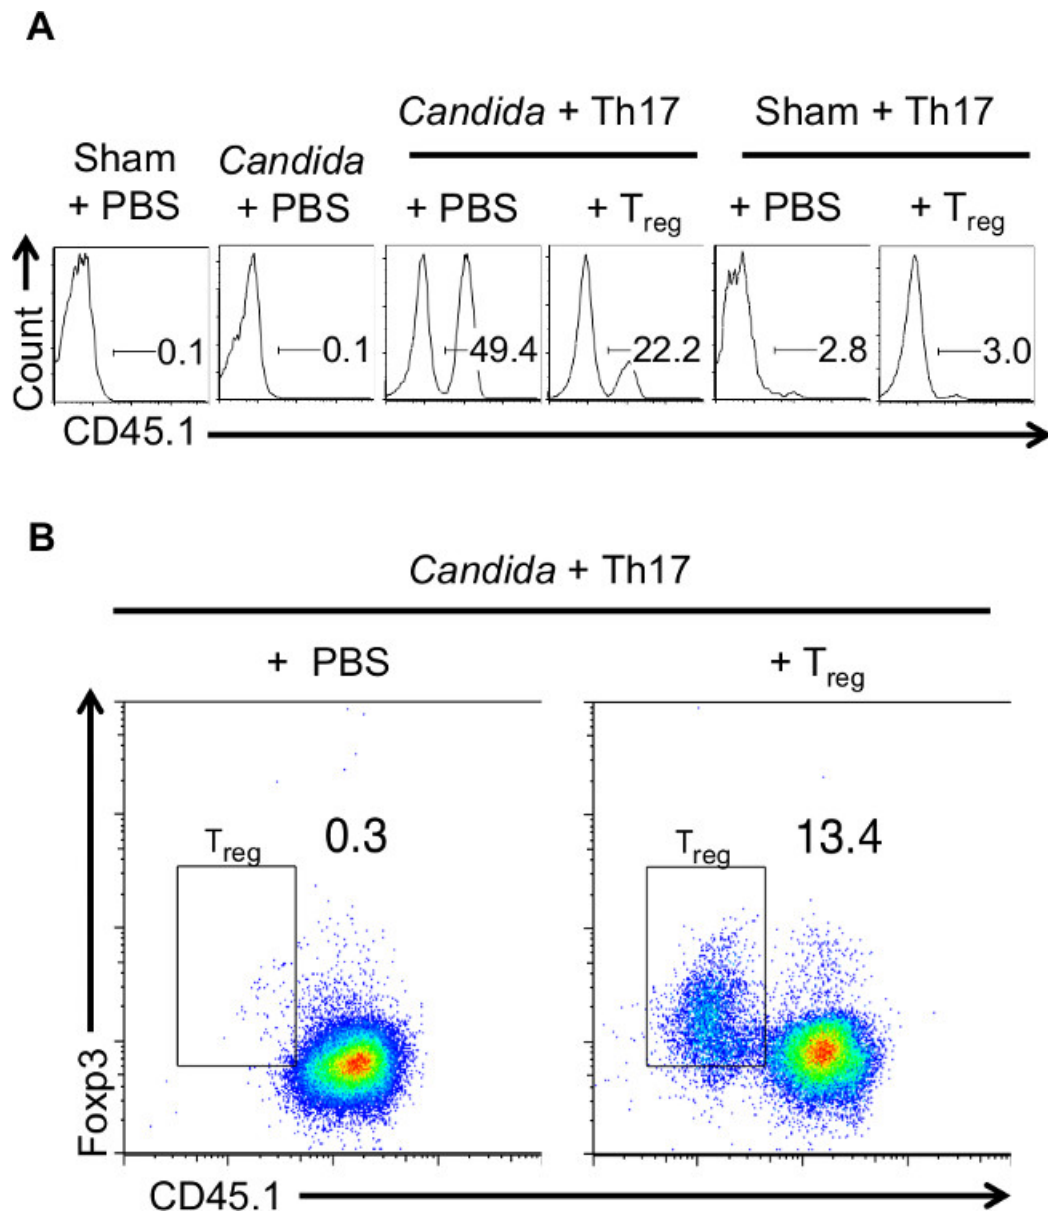 A
Candida + Th17
Sham + Th17
Sham
+ PBS
Candida
+ PBS
+ PBS
+ Treg
+ PBS
+ Treg
Count
0.1
0.1
49.4
22.2
2.8
3.0
CD45.1
B
Candida + Th17
+ PBS
+ Treg
Treg
0.3
Treg
13.4
Foxp3
CD45.1